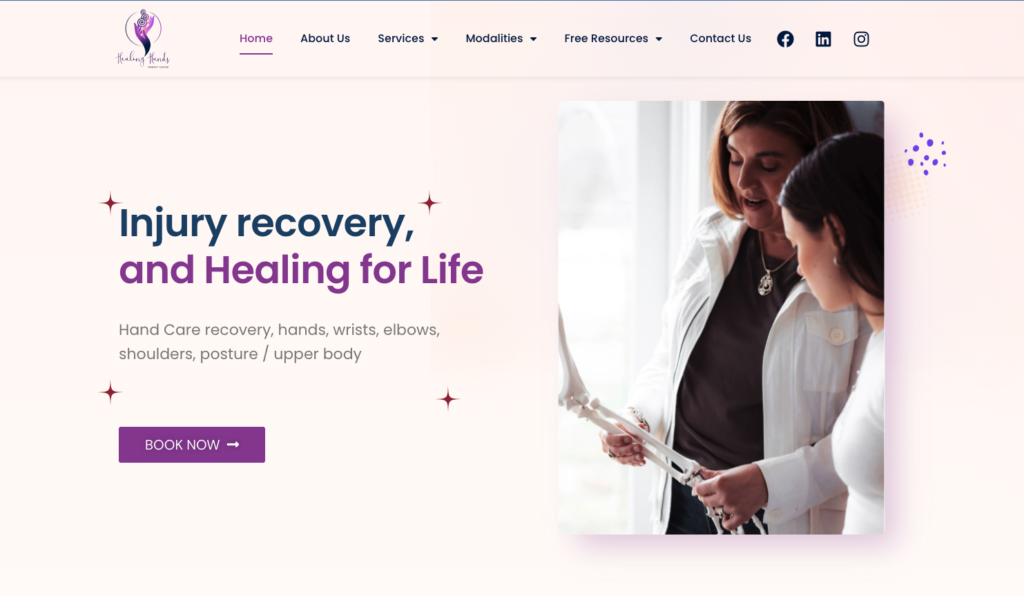 Healing Hands
Home
About Us
Services
Modalities
Free Resources
Contact Us
Injury recovery,
and Healing for Life
Hand Care recovery, hands, wrists, elbows,
shoulders, posture / upper body
BOOK NOW